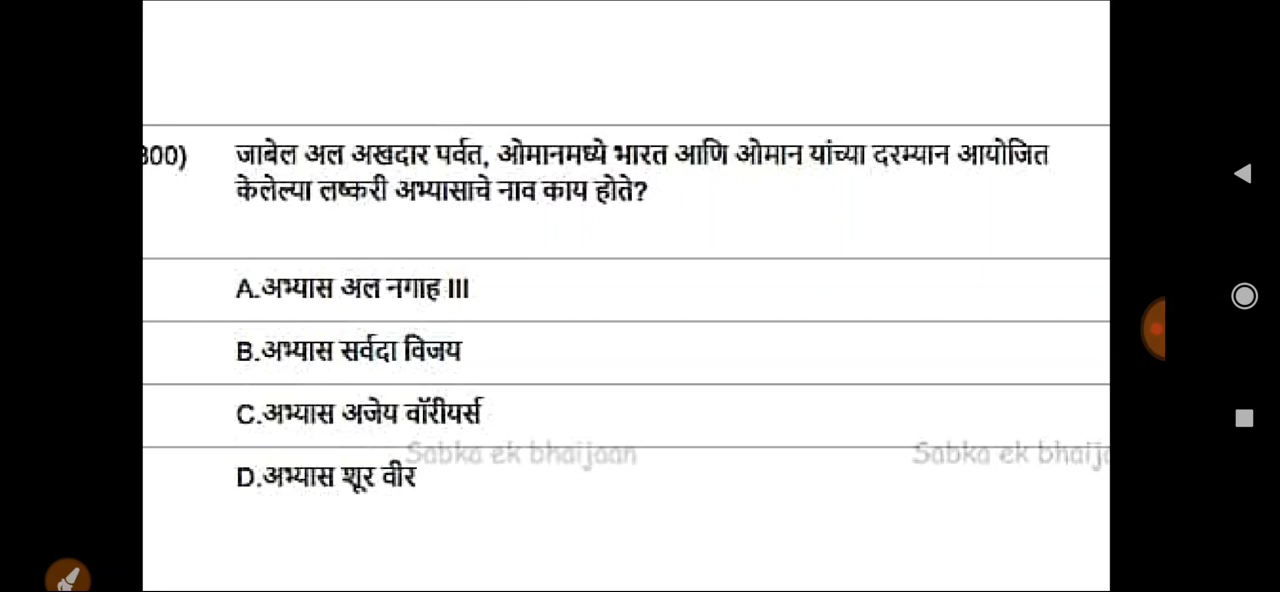 300) जाबेल अल अखदार पर्वत, ओमानमध्ये भारत आणि ओमान यांच्या दरम्यान आयोजित
केलेल्या लष्करी अभ्यासाचे नाव काय होते?
A.अभ्यास अल नगाह III
B.अभ्यास सर्वदा विजय
C.अभ्यास अजेय वॉरीयर्स
Sabka ek bhaijaan Sabka ek bhaij
D.अभ्यास शूर वीर